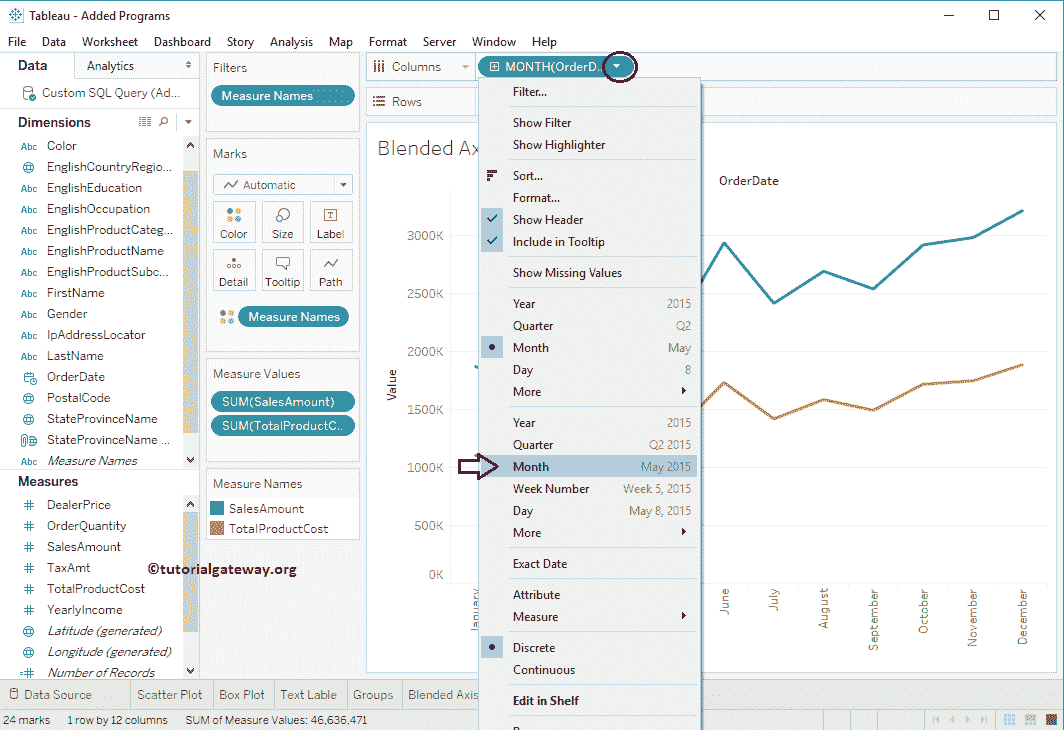 Tableau - Added Programs
File Data Worksheet Dashboard Story Analysis Map Format Server Window Help
Data Analytics
Custom SQL Query (Ad...
Dimensions
Abc Color
EnglishCountryRegio...
Abc EnglishEducation
Abc EnglishOccupation
Abc EnglishProductCateg...
Abc EnglishProductName
Abc EnglishProductSubc...
Abc FirstName
Abc Gender
Abc IpAddressLocator
Abc LastName
OrderDate
PostalCode
StateProvinceName
StateProvinceName ...
Abc Measure Names
Measures
# DealerPrice
# OrderQuantity
# SalesAmount
# TaxAmt
# TotalProductCost
# YearlyIncome
Latitude (generated)
Longitude (generated)
=# Number of Records
©tutorialgateway.org
Filters
Measure Names
Marks
Automatic
Color Size Label
Detail Tooltip Path
Measure Names
Measure Values
SUM(SalesAmount)
SUM(TotalProductC..
Measure Names
SalesAmount
TotalProductCost
Columns
MONTH(OrderD..
Rows
Blended Ax
OrderDate
Value
3000K
2500K
2000K
1500K
1000K
500K
0K
January
June
July
August
September
October
November
December
Filter...
Show Filter
Show Highlighter
Sort...
Format...
Show Header
Include in Tooltip
Show Missing Values
Year 2015
Quarter Q2
Month May
Day 8
More
Year 2015
Quarter Q2 2015
Month May 2015
Week Number Week 5, 2015
Day May 8, 2015
More
Exact Date
Attribute
Measure
Discrete
Continuous
Edit in Shelf
Data Source Scatter Plot Box Plot Text Lable Groups Blended Axis
24 marks 1 row by 12 columns SUM of Measure Values: 46,636,471